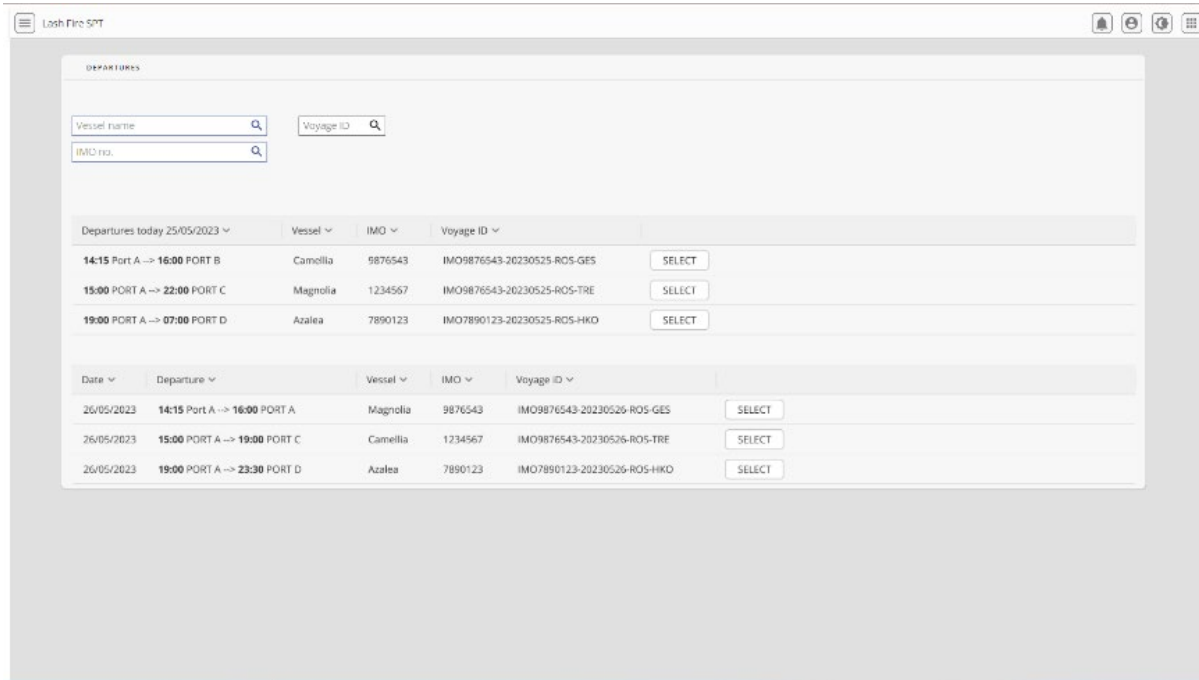 Lash Fire SPT
DEPARTURES
Vessel name
Voyage ID
IMO no.
Departures today 25/05/2023 Vessel IMO Voyage ID
14:15 Port A --> 16:00 PORT B Camellia 9876543 IMO9876543-20230525-ROS-GES SELECT
15:00 PORT A --> 22:00 PORT C Magnolia 1234567 IMO9876543-20230525-ROS-TRE SELECT
19:00 PORT A --> 07:00 PORT D Azalea 7890123 IMO7890123-20230525-ROS-HKO SELECT
Date Departure Vessel IMO Voyage ID
26/05/2023 14:15 Port A --> 16:00 PORT A Magnolia 9876543 IMO9876543-20230526-ROS-GES SELECT
26/05/2023 15:00 PORT A --> 19:00 PORT C Camellia 1234567 IMO9876543-20230526-ROS-TRE SELECT
26/05/2023 19:00 PORT A --> 23:30 PORT D Azalea 7890123 IMO7890123-20230526-ROS-HKO SELECT